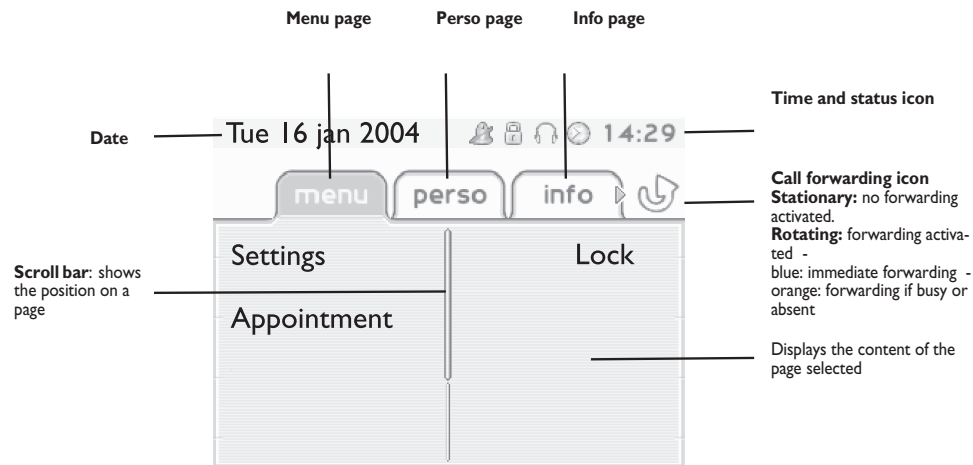 Menu page
Perso page
Info page
Time and status icon
Date
Tue 16 jan 2004
14:29
menu
perso
info
Call forwarding icon
Stationary: no forwarding
activated.
Rotating: forwarding activa-
ted -
blue: immediate forwarding -
orange: forwarding if busy or
absent
Settings
Lock
Scroll bar: shows
the position on a
page
Appointment
Displays the content of the
page selected